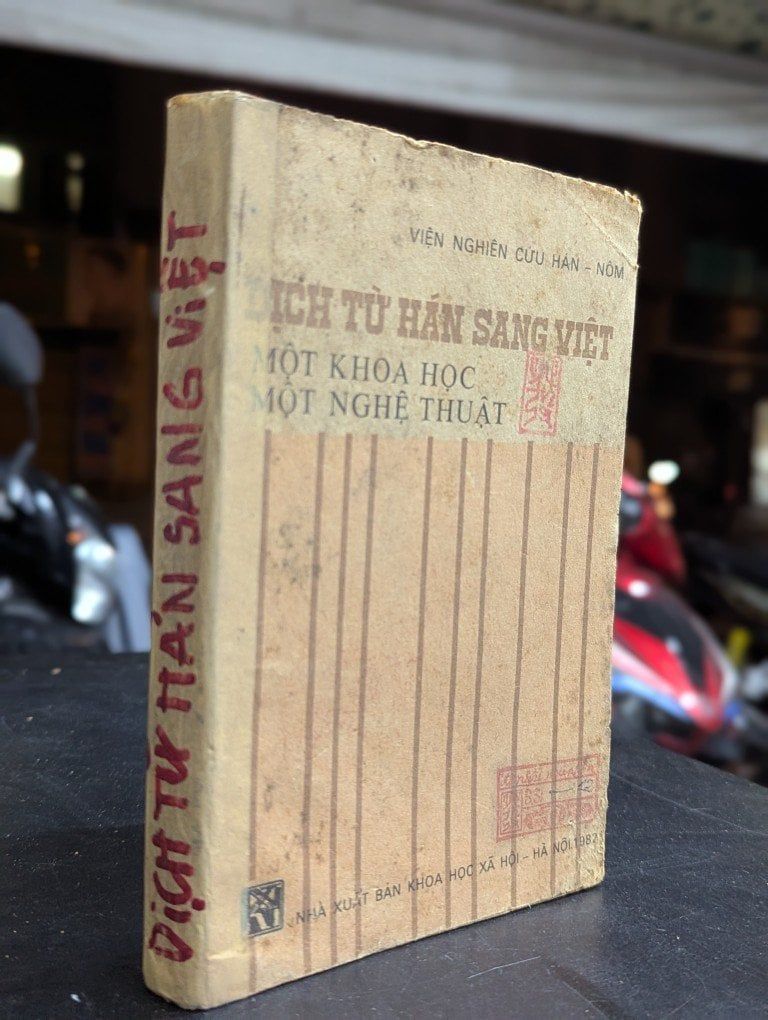 DỊCH TỪ HÁN SANG VIỆT
VIỆN NGHIÊN CỨU HÁN - NÔM
DỊCH TỪ HÁN SANG VIỆT
MỘT KHOA HỌC
MỘT NGHỆ THUẬT
NHÀ XUẤT BẢN KHOA HỌC XÃ HỘI - HÀ NỘI 1982